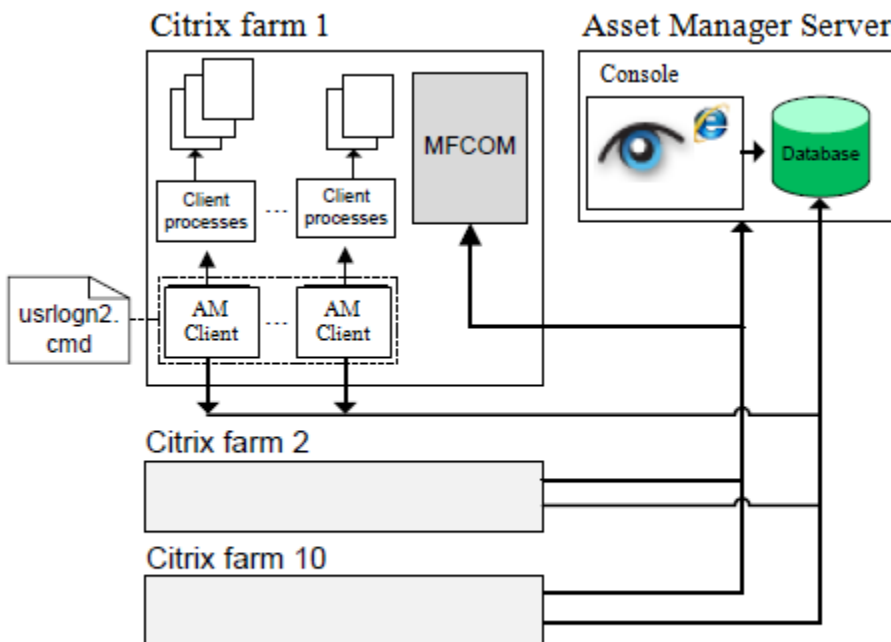 Citrix farm 1
Asset Manager Server
Console
MFCOM
Database
Client
processes
...
Client
processes
usrlogn2.
cmd
AM
Client
...
AM
Client
Citrix farm 2
Citrix farm 10